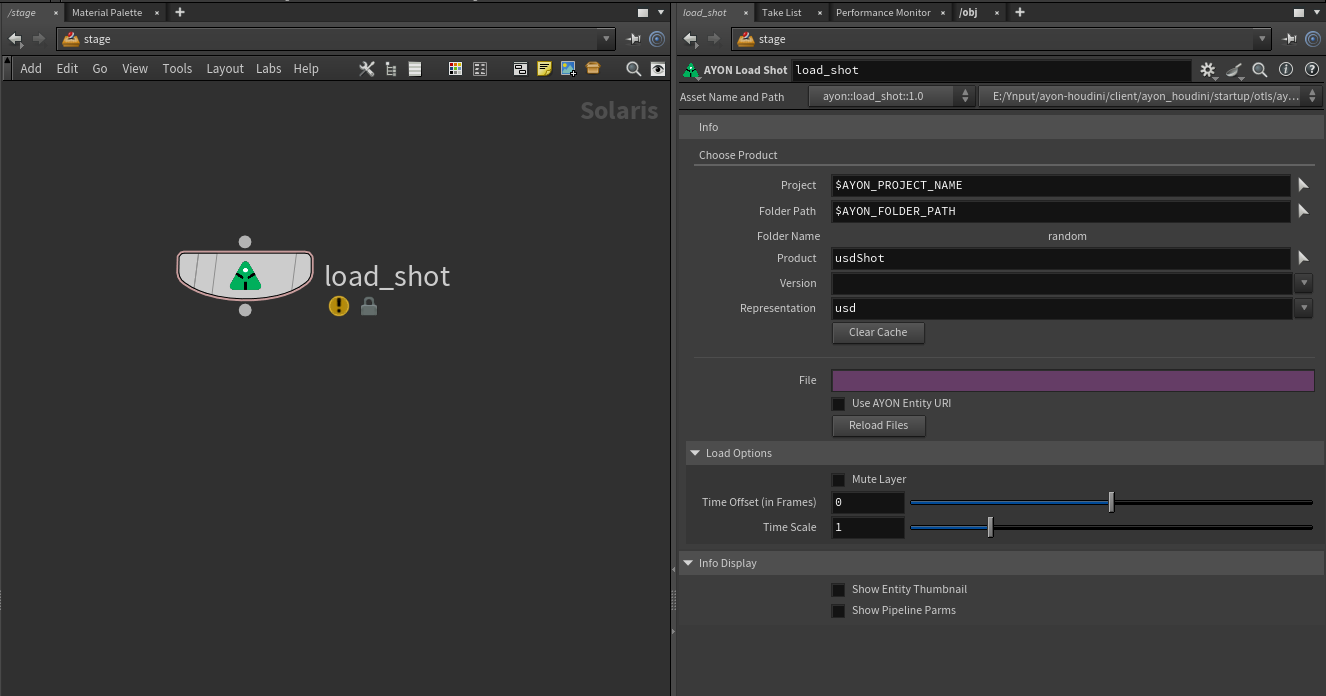 /stage
Material Palette
stage
Add Edit Go View Tools Layout Labs Help
Solaris
load_shot
load_shot
Take List
Performance Monitor
/obj
stage
AYON Load Shot load_shot
Asset Name and Path ayon::load_shot::1.0 E:/Ynput/ayon-houdini/client/ayon_houdini/startup/otls/ay...
Info
Choose Product
Project $AYON_PROJECT_NAME
Folder Path $AYON_FOLDER_PATH
Folder Name random
Product usdShot
Version
Representation usd
Clear Cache
File
Use AYON Entity URI
Reload Files
Load Options
Mute Layer
Time Offset (in Frames) 0
Time Scale 1
Info Display
Show Entity Thumbnail
Show Pipeline Parms